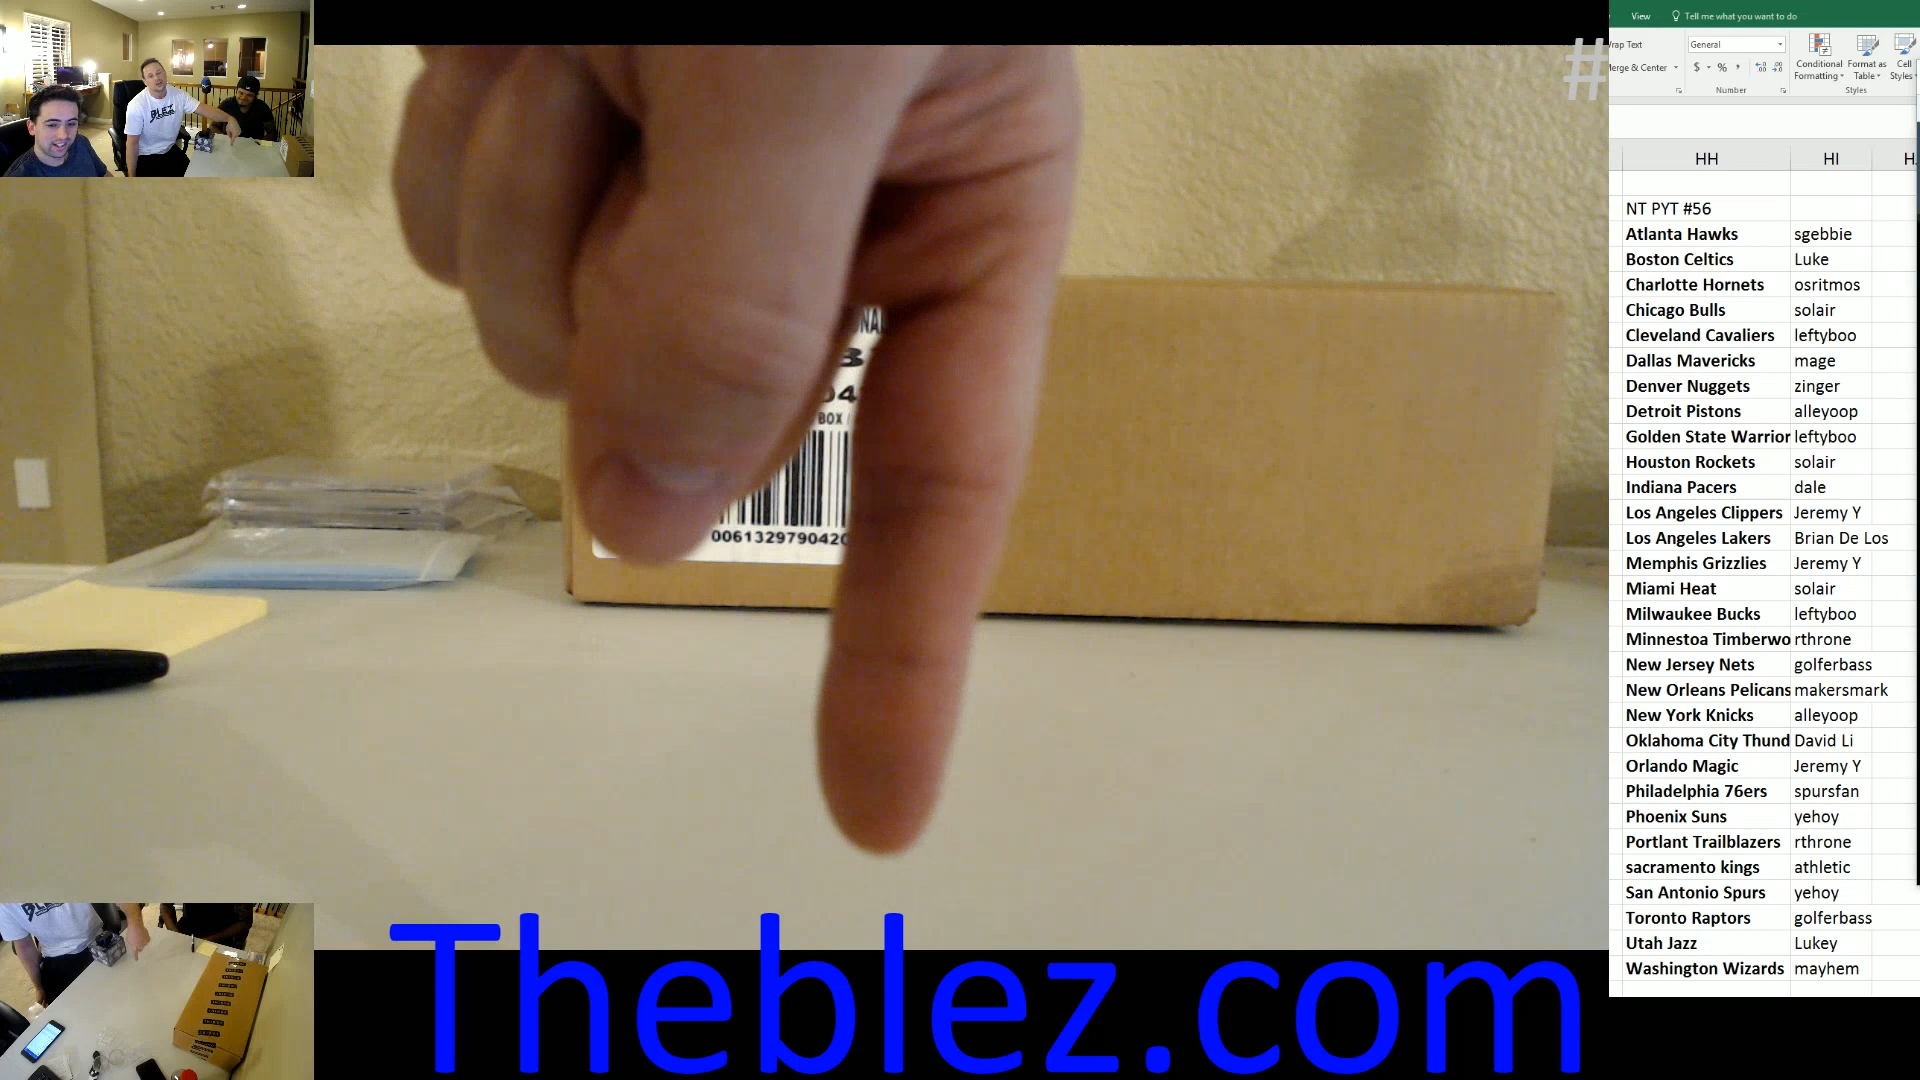 View Tell me what you want to do
#
Wrap Text General
Merge & Center
$ % ,
Conditional Formatting
Format as Table
Cell Styles
Number Styles
HH HI
NT PYT #56
Atlanta Hawks sgebbie
Boston Celtics Luke
Charlotte Hornets osritmos
Chicago Bulls solair
Cleveland Cavaliers leftyboo
Dallas Mavericks mage
Denver Nuggets zinger
Detroit Pistons alleyoop
Golden State Warrior leftyboo
Houston Rockets solair
Indiana Pacers dale
Los Angeles Clippers Jeremy Y
Los Angeles Lakers Brian De Los
Memphis Grizzlies Jeremy Y
Miami Heat solair
Milwaukee Bucks leftyboo
Minnestoa Timberwo rthrone
New Jersey Nets golferbass
New Orleans Pelicans makersmark
New York Knicks alleyoop
Oklahoma City Thund David Li
Orlando Magic Jeremy Y
Philadelphia 76ers spursfan
Phoenix Suns yehoy
Portlant Trailblazers rthrone
sacramento kings athletic
San Antonio Spurs yehoy
Toronto Raptors golferbass
Utah Jazz Lukey
Washington Wizards mayhem
BOX
0061329790420
Theblez.com